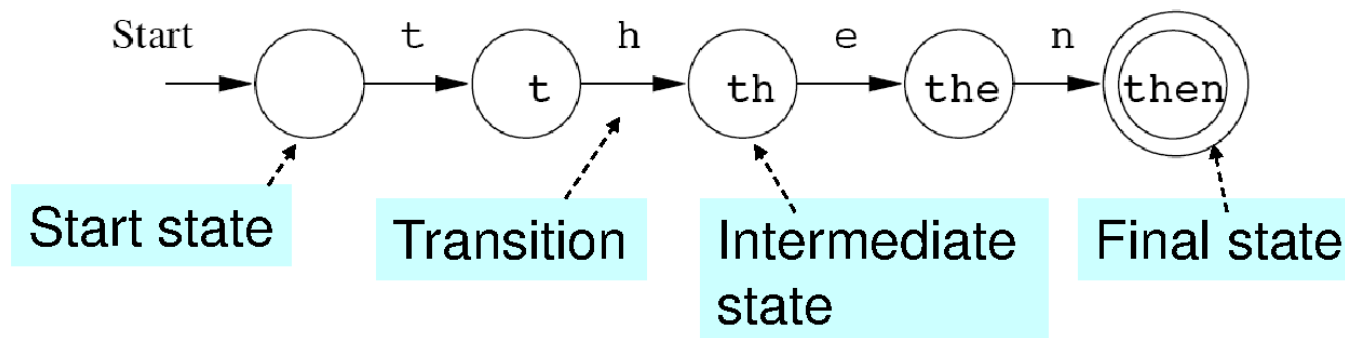 Start t h e n
t th the then
Start state Transition Intermediate state Final state